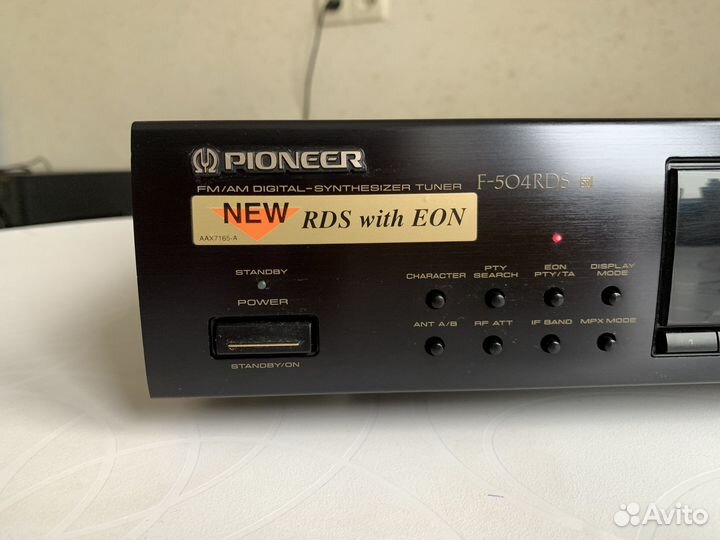 PIONEER
FM/AM DIGITAL-SYNTHESIZER TUNER
F-504RDS
NEW RDS with EON
AAX7165-A
STANDBY
POWER
STANDBY/ON
CHARACTER
PTY SEARCH
EON PTY/TA
DISPLAY MODE
ANT A/B
RF ATT
IF BAND
MPX MODE
1
Avito